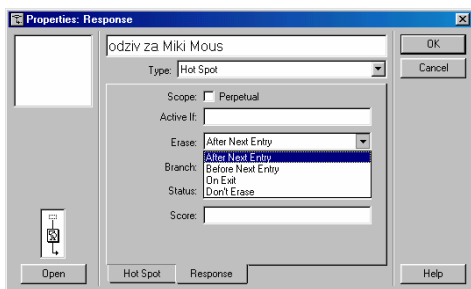 Properties: Response
odziv za Miki Mous
OK
Type: Hot Spot
Cancel
Scope: Perpetual
Active If:
Erase: After Next Entry
After Next Entry
Branch: Before Next Entry
On Exit
Status: Don't Erase
Score:
Open
Hot Spot
Response
Help